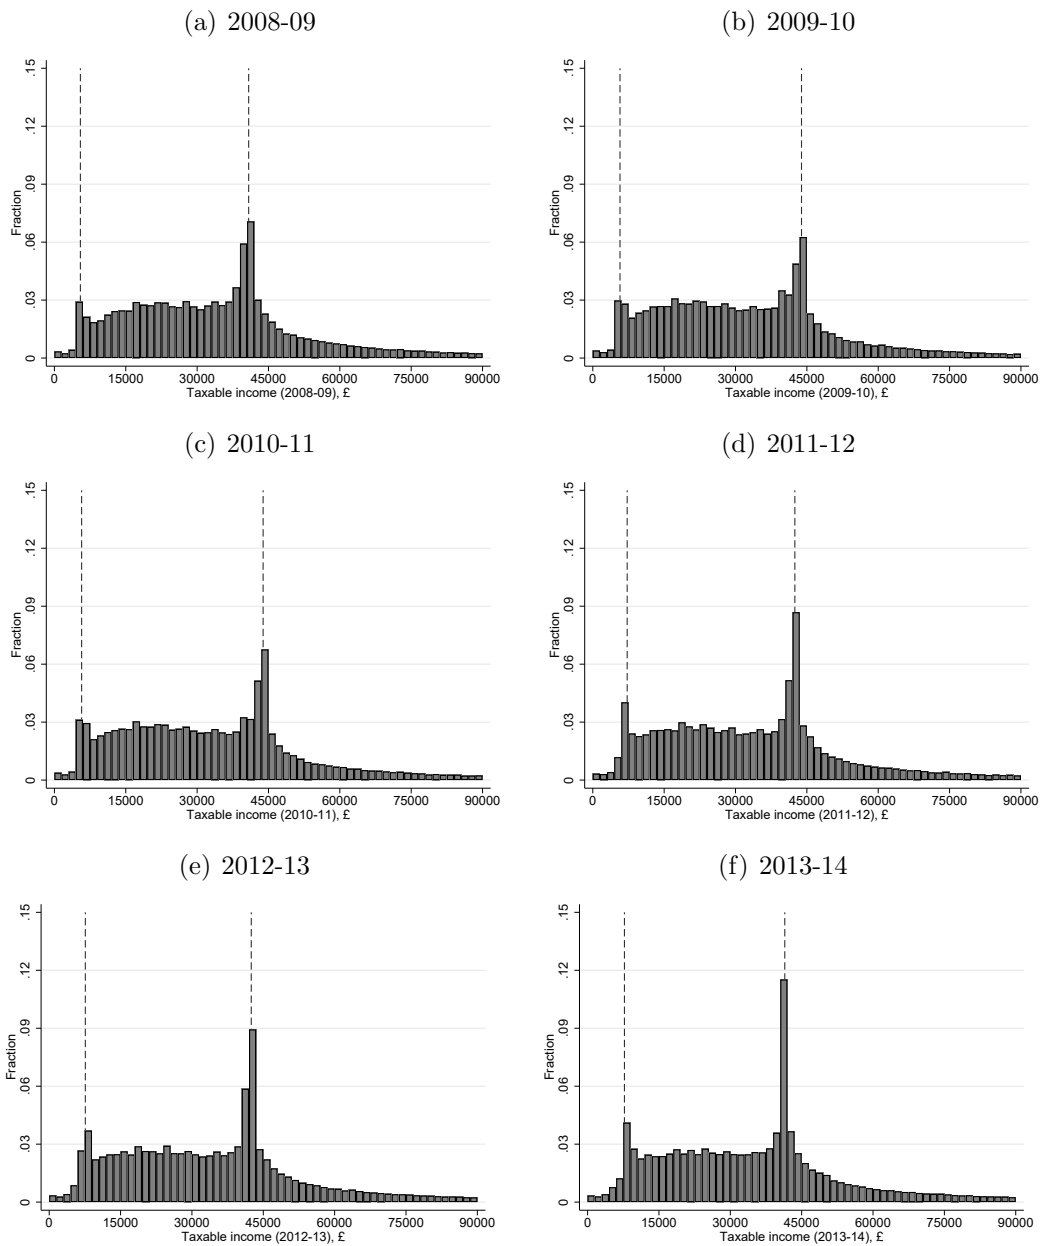 (a) 2008-09
(b) 2009-10
.15
.12
.09
.06
.03
0
Fraction
0 15000 30000 45000 60000 75000 90000
Taxable income (2008-09), £
.15
.12
.09
.06
.03
0
Fraction
0 15000 30000 45000 60000 75000 90000
Taxable income (2009-10), £
(c) 2010-11
(d) 2011-12
.15
.12
.09
.06
.03
0
Fraction
0 15000 30000 45000 60000 75000 90000
Taxable income (2010-11), £
.15
.12
.09
.06
.03
0
Fraction
0 15000 30000 45000 60000 75000 90000
Taxable income (2011-12), £
(e) 2012-13
(f) 2013-14
.15
.12
.09
.06
.03
0
Fraction
0 15000 30000 45000 60000 75000 90000
Taxable income (2012-13), £
.15
.12
.09
.06
.03
0
Fraction
0 15000 30000 45000 60000 75000 90000
Taxable income (2013-14), £